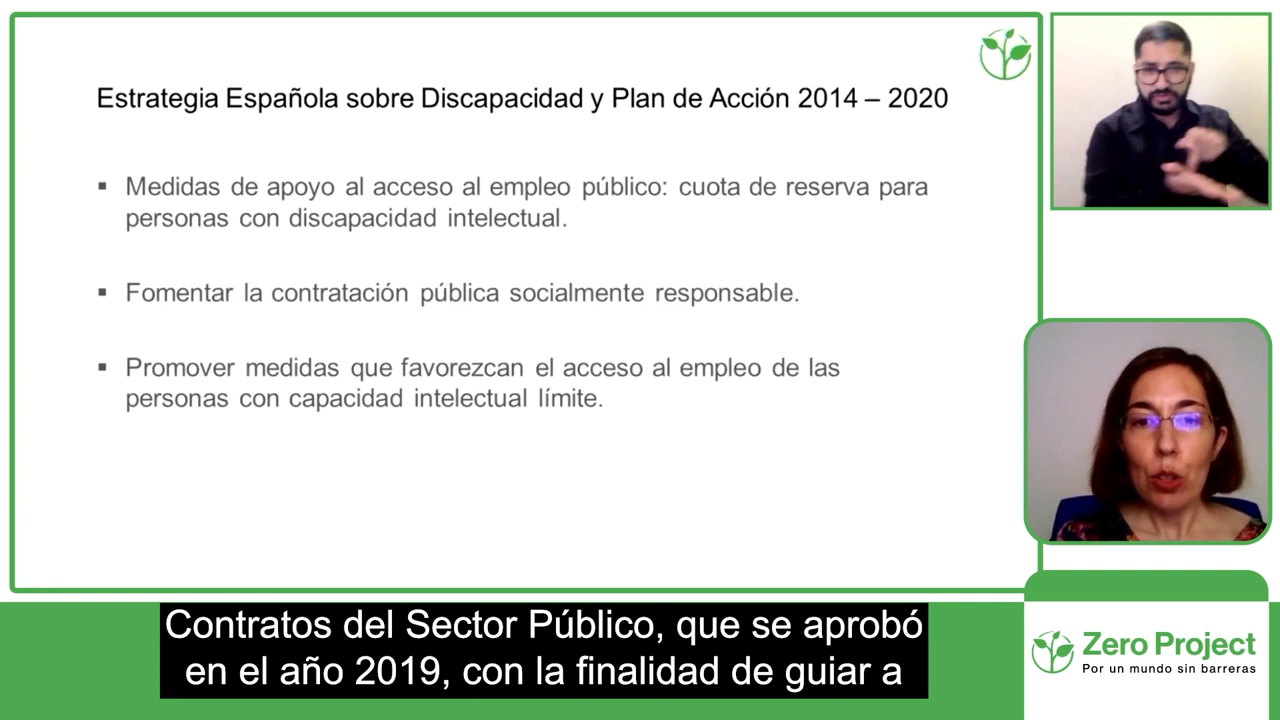 Estrategia Española sobre Discapacidad y Plan de Acción 2014 – 2020
▪ Medidas de apoyo al acceso al empleo público: cuota de reserva para
personas con discapacidad intelectual.
▪ Fomentar la contratación pública socialmente responsable.
▪ Promover medidas que favorezcan el acceso al empleo de las
personas con capacidad intelectual límite.
Contratos del Sector Público, que se aprobó
en el año 2019, con la finalidad de guiar a
Zero Project
Por un mundo sin barreras